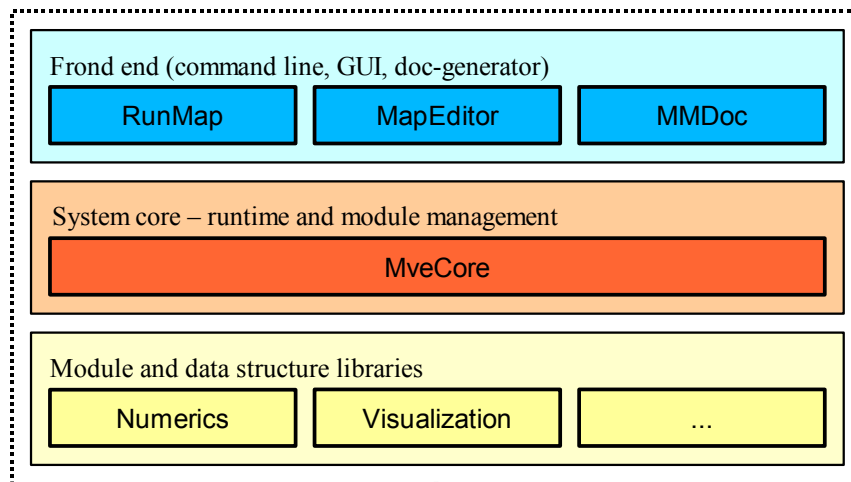 Frond end (command line, GUI, doc-generator)
RunMap MapEditor MMDoc
System core – runtime and module management
MveCore
Module and data structure libraries
Numerics Visualization ...